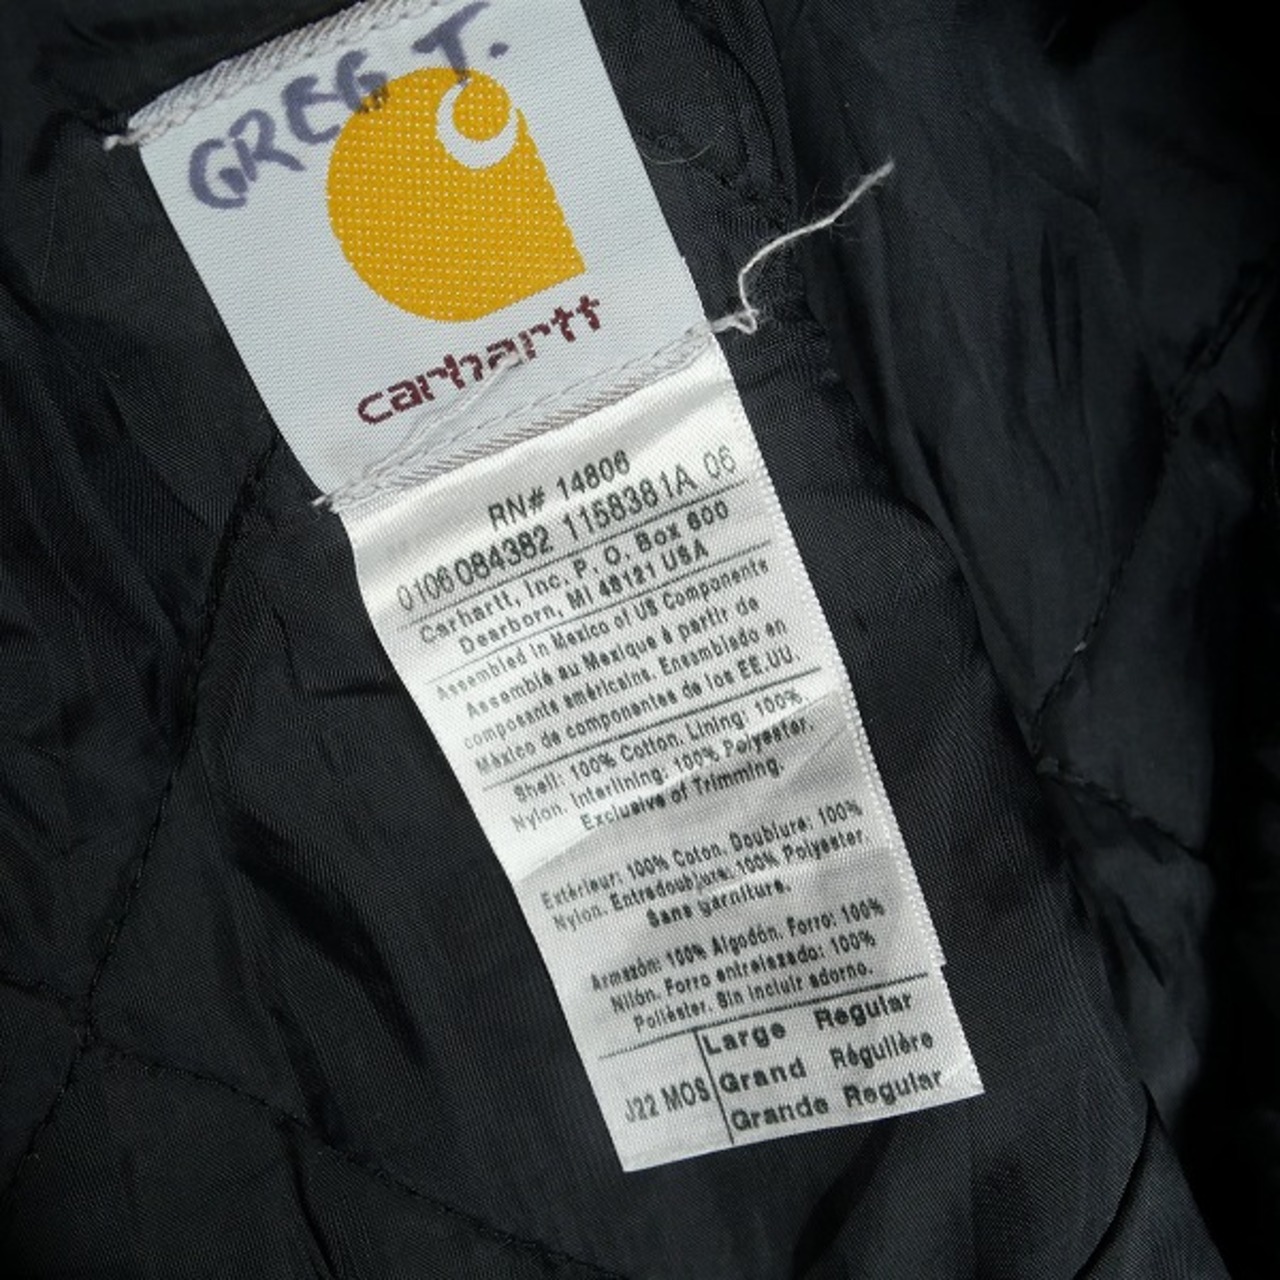 GREG T.
carhartt
RN# 14806
0106084382 1158381A 06
Carhartt, Inc. P. O. Box 600
Dearborn, MI 48121 USA
Assembled in Mexico of US Components
Assemblé au Mexique à partir de
composants américains. Ensamblado en
México de componentes de los EE.UU.
Shell: 100% Cotton. Lining: 100%
Nylon. Interlining: 100% Polyester.
Exclusive of Trimming.
Extérieur: 100% Coton. Doublure: 100%
Nylon. Entredoublure: 100% Polyester.
Sans garniture.
Armazóm: 100% Algodón. Forro: 100%
Nilón. Forro entrelazado: 100%
Poliéster. Sin incluir adorno.
Large Regular
J22 MOS Grand Régulière
Grande Regular